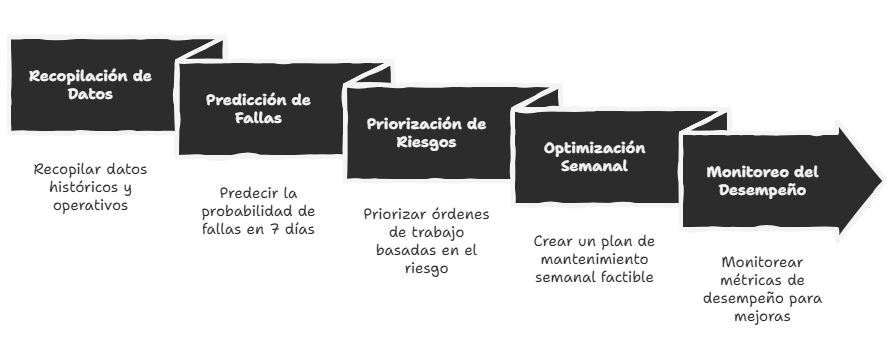 Recopilación de
Datos
Recopilar datos
históricos y
operativos
Predicción de
Fallas
Predecir la
probabilidad de
fallas en 7 días
Priorización de
Riesgos
Priorizar órdenes
de trabajo
basadas en el
riesgo
Optimización
Semanal
Crear un plan de
mantenimiento
semanal factible
Monitoreo del
Desempeño
Monitorear
métricas de
desempeño para
mejoras